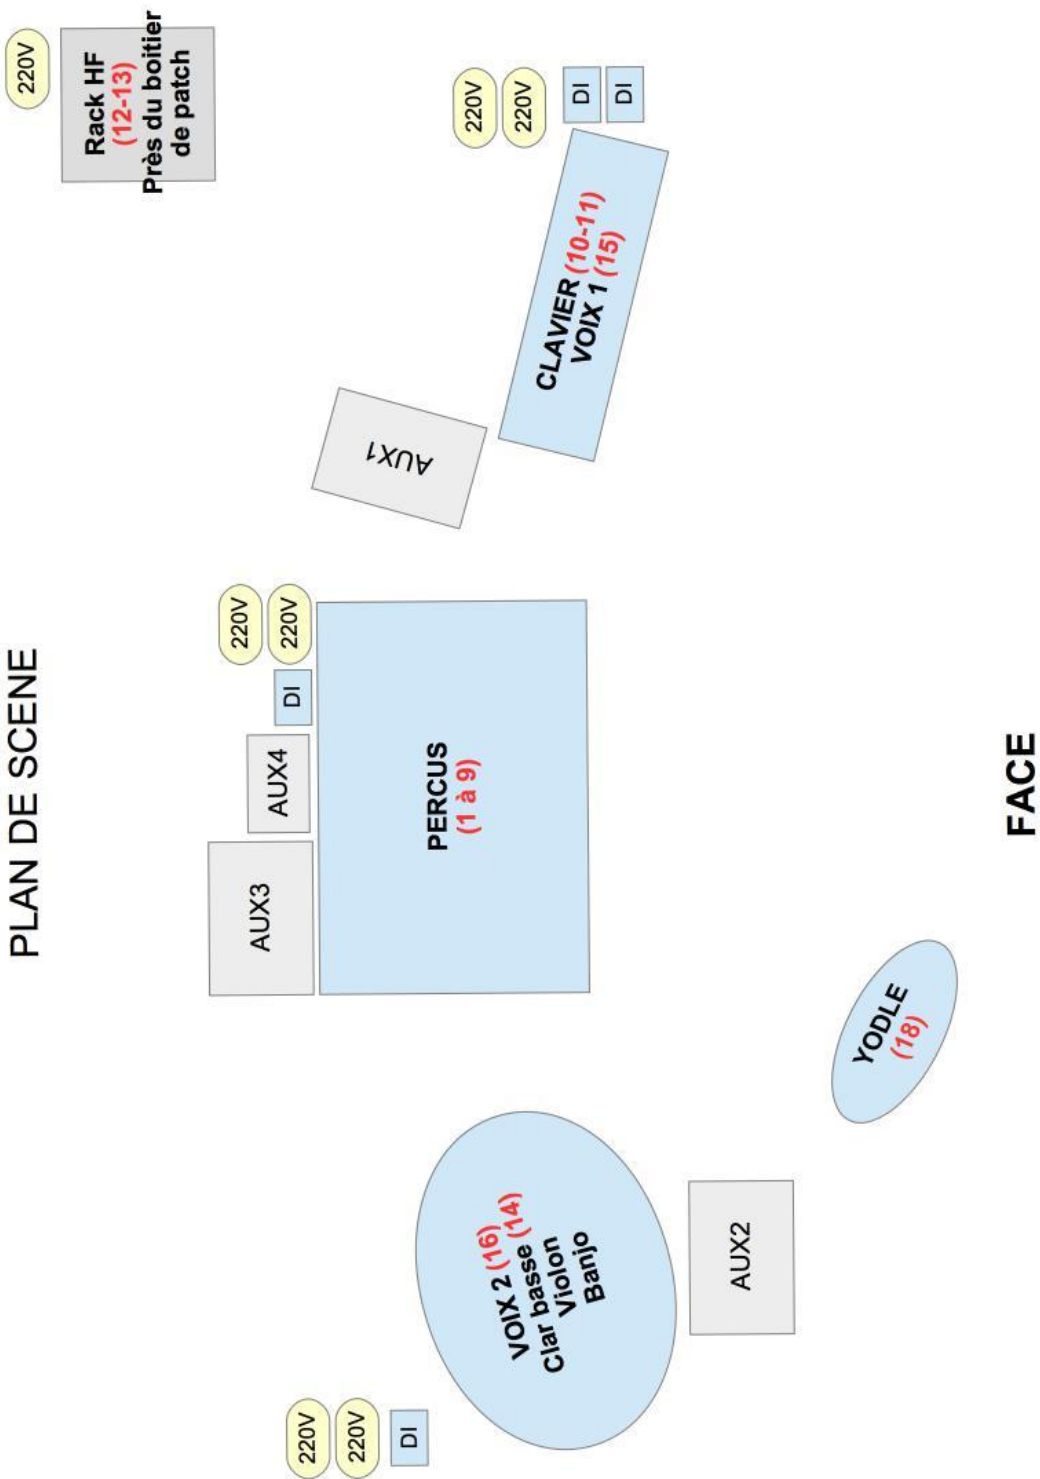 PLAN DE SCENE
220V
Rack HF
(12-13)
Près du boitier
de patch
220V
220V
DI
AUX4
AUX3
AUX1
220V
220V
DI
DI
220V
220V
DI
PERCUS
(1 à 9)
CLAVIER (10-11)
VOIX 1 (15)
VOIX 2 (16)
Clar basse (14)
Violon
Banjo
AUX2
YODLE
(18)
FACE